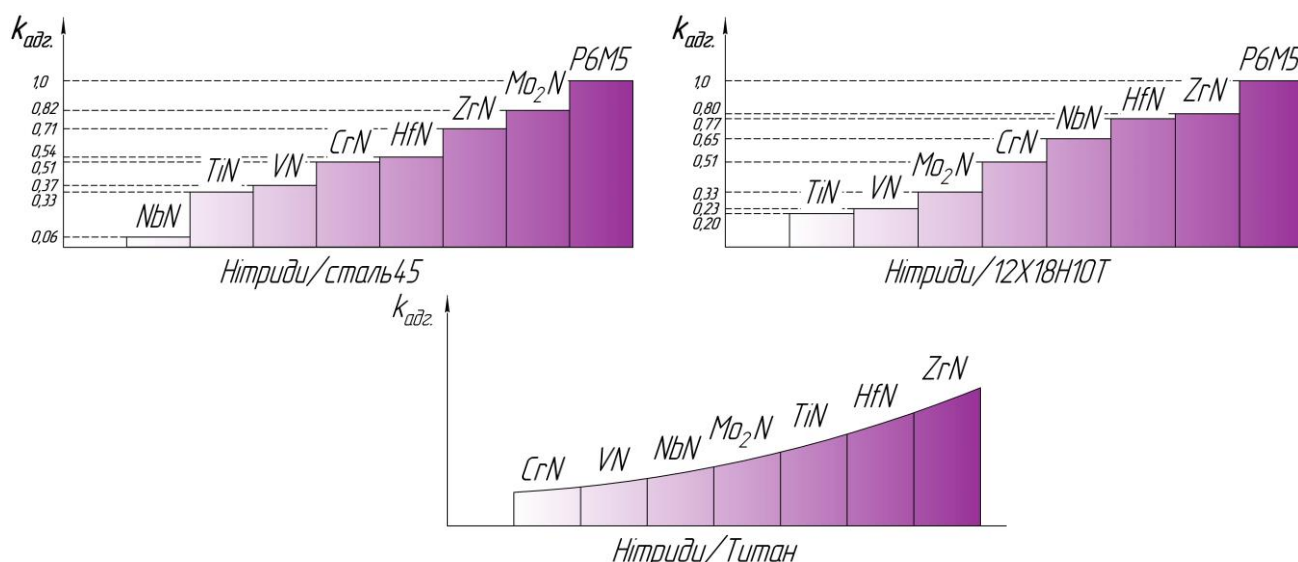 kадг.
1,0
0,82
0,71
0,54
0,51
0,37
0,33
0,06
NbN
TiN
VN
CrN
HfN
ZrN
Mo2N
Р6М5
Нітриди/сталь45
kадг.
1,0
0,80
0,77
0,65
0,51
0,33
0,23
0,20
TiN
VN
Mo2N
CrN
NbN
HfN
ZrN
Р6М5
Нітриди/12Х18Н10Т
kадг.
CrN
VN
NbN
Mo2N
TiN
HfN
ZrN
Нітриди/Титан